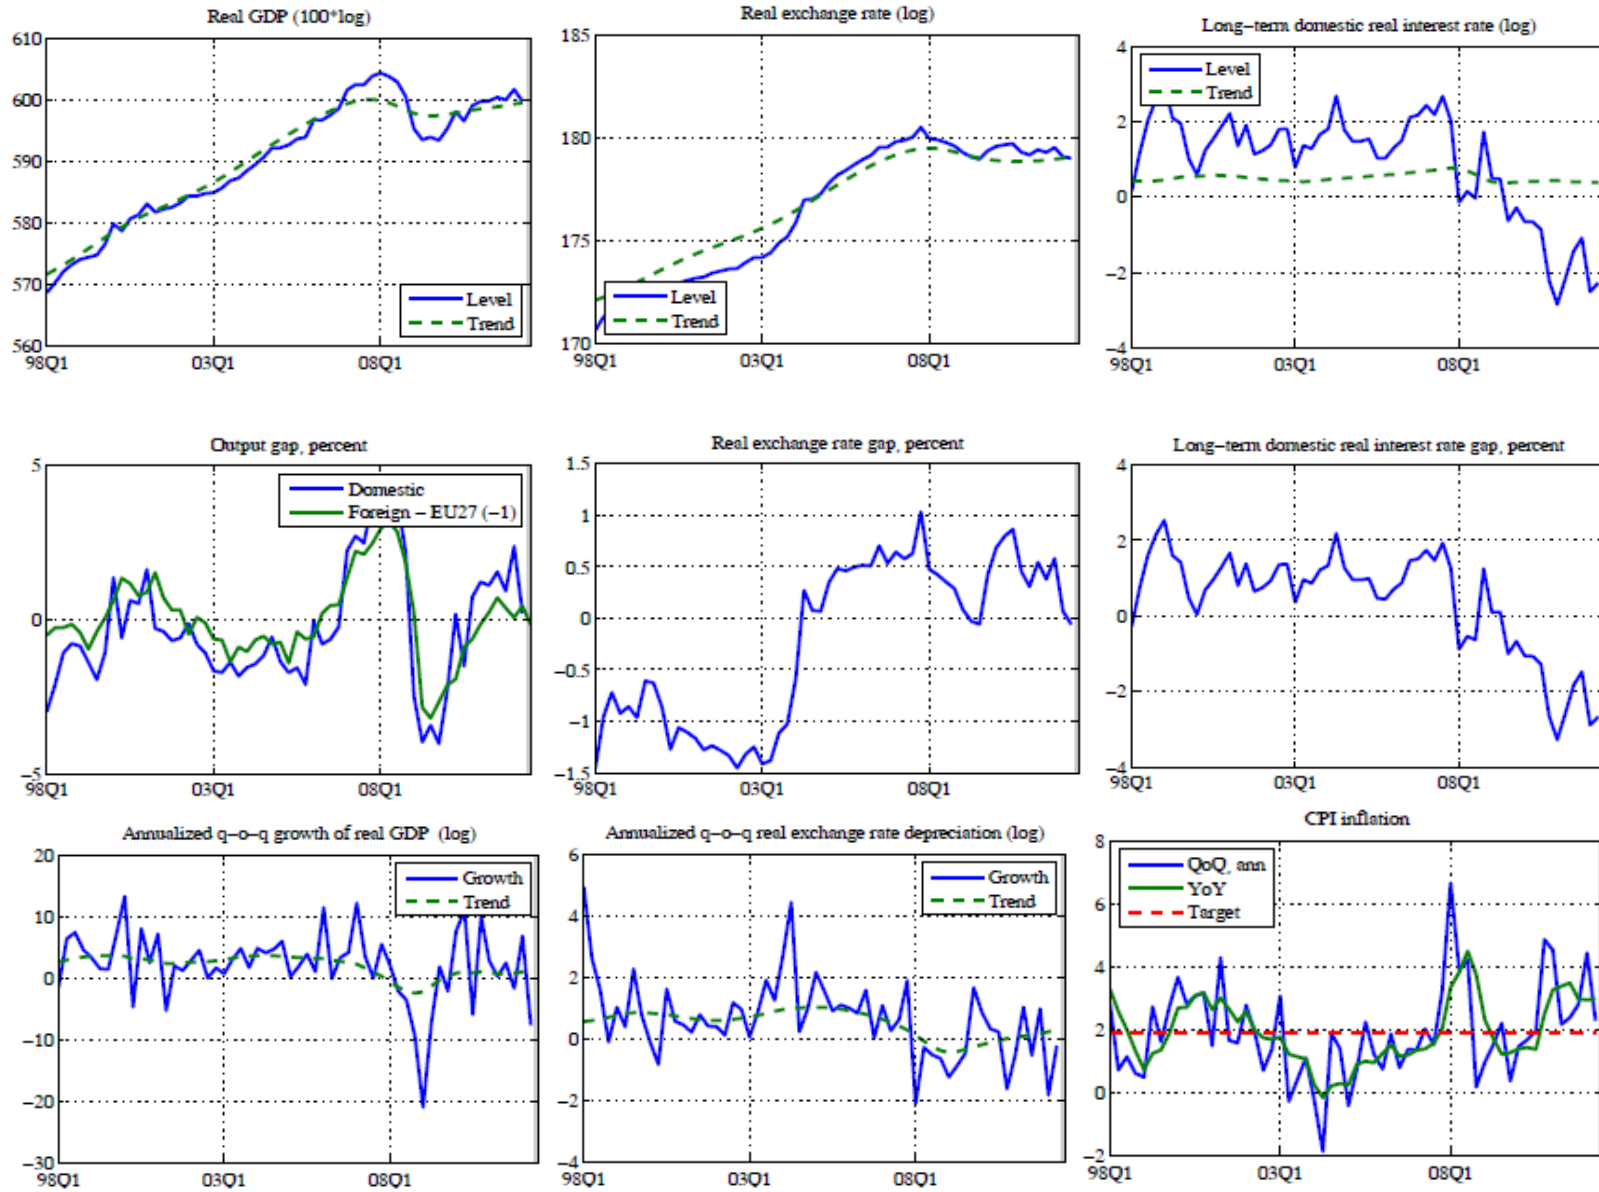 Real GDP (100*log)
610
600
590
580
570
560
98Q1 03Q1 08Q1
Level
Trend
Real exchange rate (log)
185
180
175
170
98Q1 03Q1 08Q1
Level
Trend
Long-term domestic real interest rate (log)
4
2
0
-2
-4
98Q1 03Q1 08Q1
Level
Trend
Output gap, percent
5
0
-5
98Q1 03Q1 08Q1
Domestic
Foreign - EU27 (-1)
Real exchange rate gap, percent
1.5
1
0.5
0
-0.5
-1
-1.5
98Q1 03Q1 08Q1
Long-term domestic real interest rate gap, percent
4
2
0
-2
-4
98Q1 03Q1 08Q1
Annualized q-o-q growth of real GDP (log)
20
10
0
-10
-20
-30
98Q1 03Q1 08Q1
Growth
Trend
Annualized q-o-q real exchange rate depreciation (log)
6
4
2
0
-2
-4
98Q1 03Q1 08Q1
Growth
Trend
CPI inflation
8
6
4
2
0
-2
98Q1 03Q1 08Q1
QoQ, ann
YoY
Target